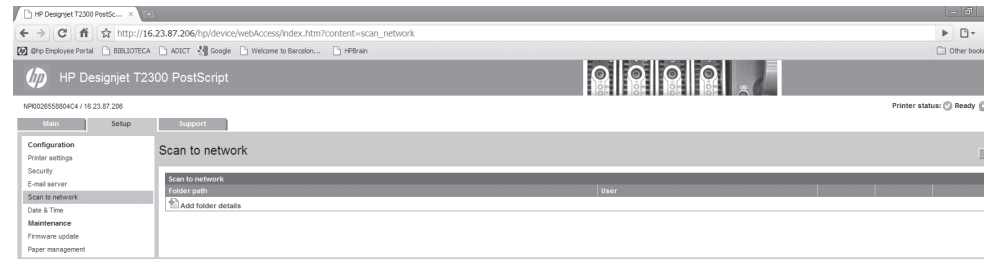 HP Designjet T2300 PostSc...
http://16.23.87.206/hp/device/webAccess/index.htm?content=scan_network
@hp Employee Portal BIBLIOTECA ADICT Google Welcome to Barcelon... HPBrain Other book
hp HP Designjet T2300 PostScript
NPI0026558804C4 / 16.23.87.206 Printer status: Ready
Main Setup Support
Configuration
Printer settings
Security
E-mail server
Scan to network
Date & Time
Maintenance
Firmware update
Paper management
Scan to network
Scan to network
Folder path User
Add folder details